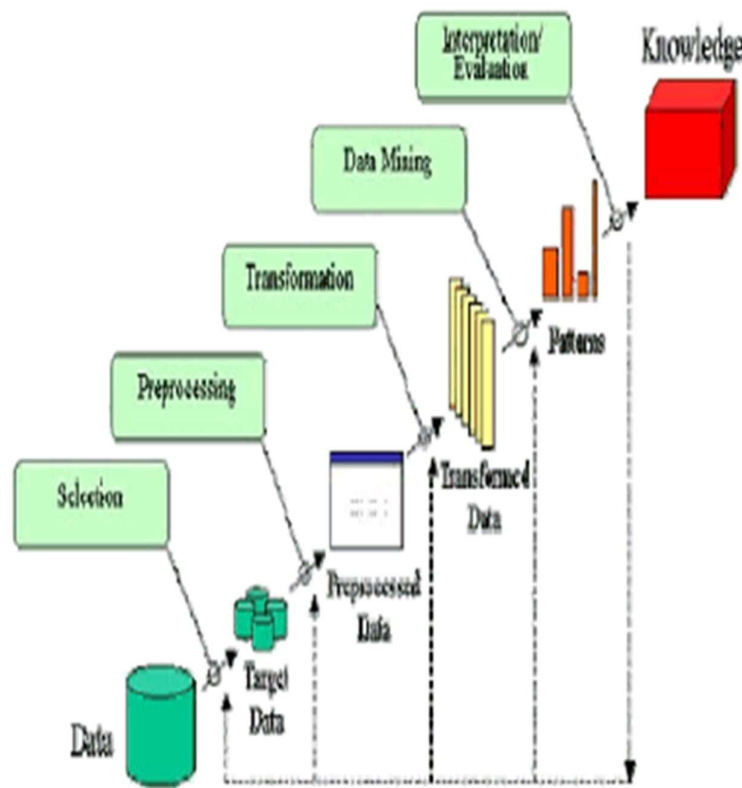 Interpretation/
Evaluation
Knowledge
Data Mining
Transformation
Patterns
Preprocessing
Transformed
Data
Selection
Preprocessed
Data
Target
Data
Data